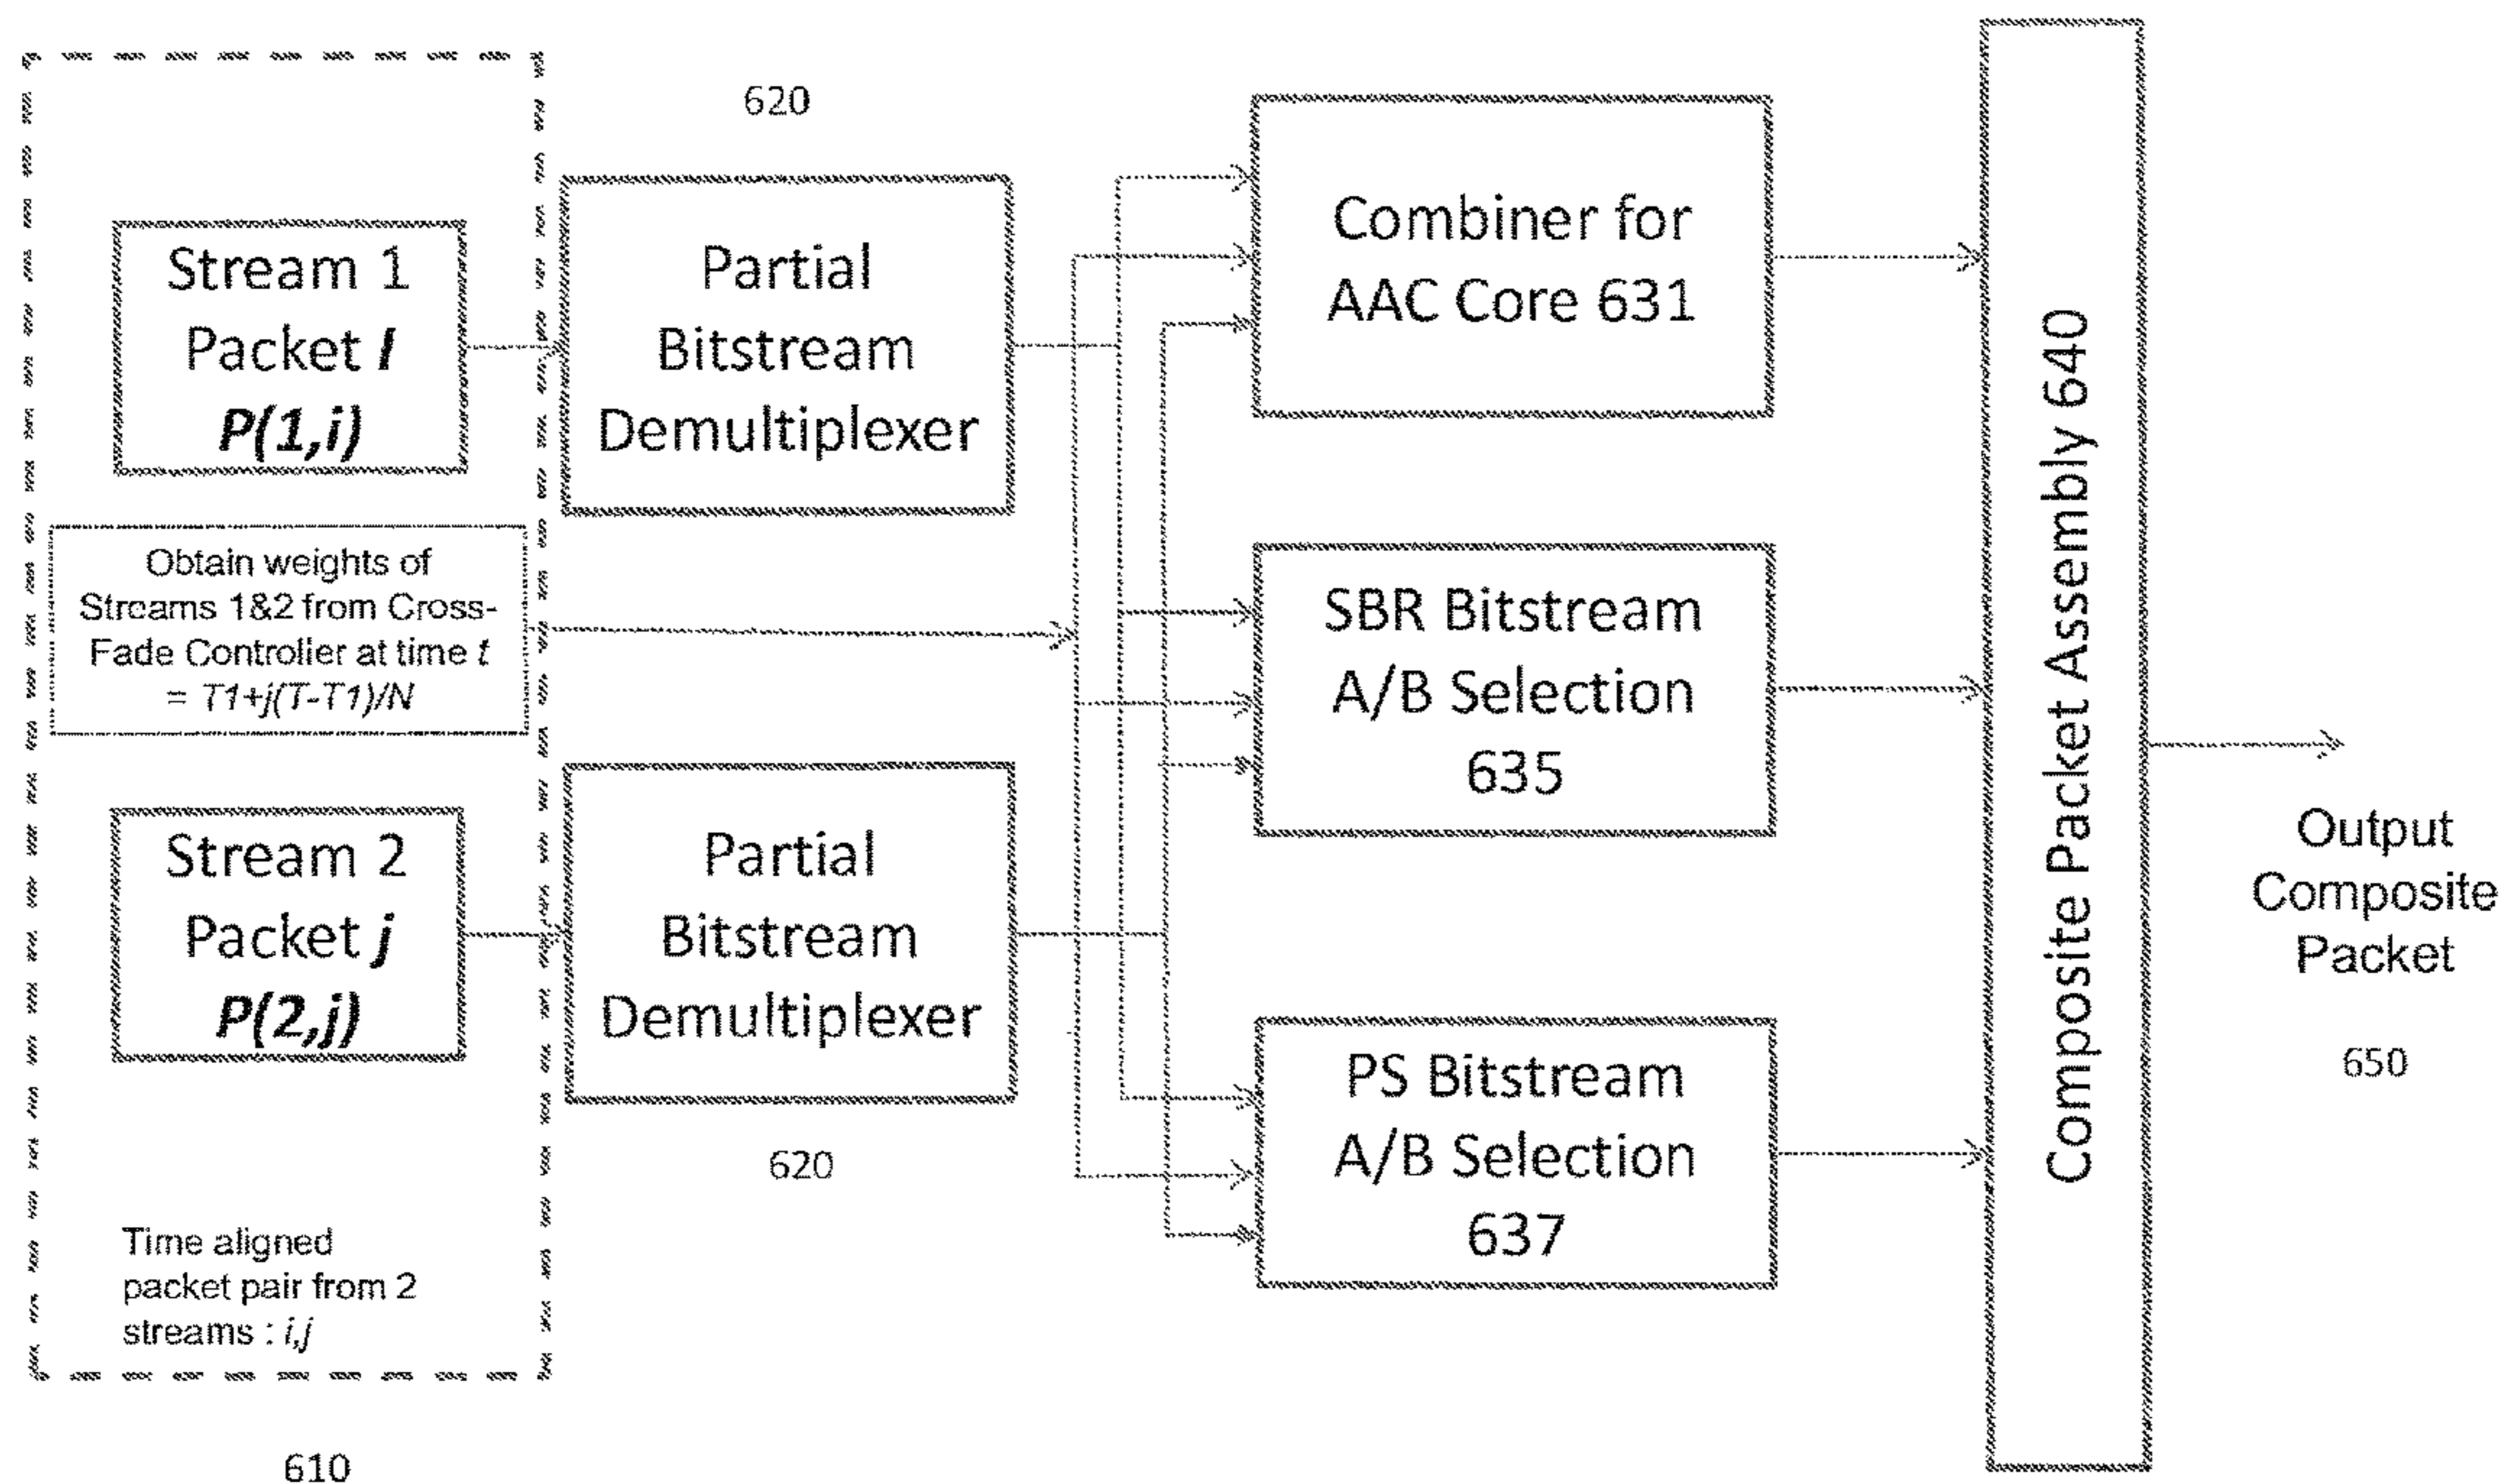 620
Stream 1
Packet I
P(1,i)
Partial
Bitstream
Demultiplexer
Obtain weights of
Streams 1&2 from Cross-
Fade Controller at time t
= T1+j(T-T1)/N
Stream 2
Packet j
P(2,j)
Partial
Bitstream
Demultiplexer
620
Time aligned
packet pair from 2
streams : i,j
610
Combiner for
AAC Core 631
SBR Bitstream
A/B Selection
635
PS Bitstream
A/B Selection
637
Composite Packet Assembly 640
Output
Composite
Packet
650